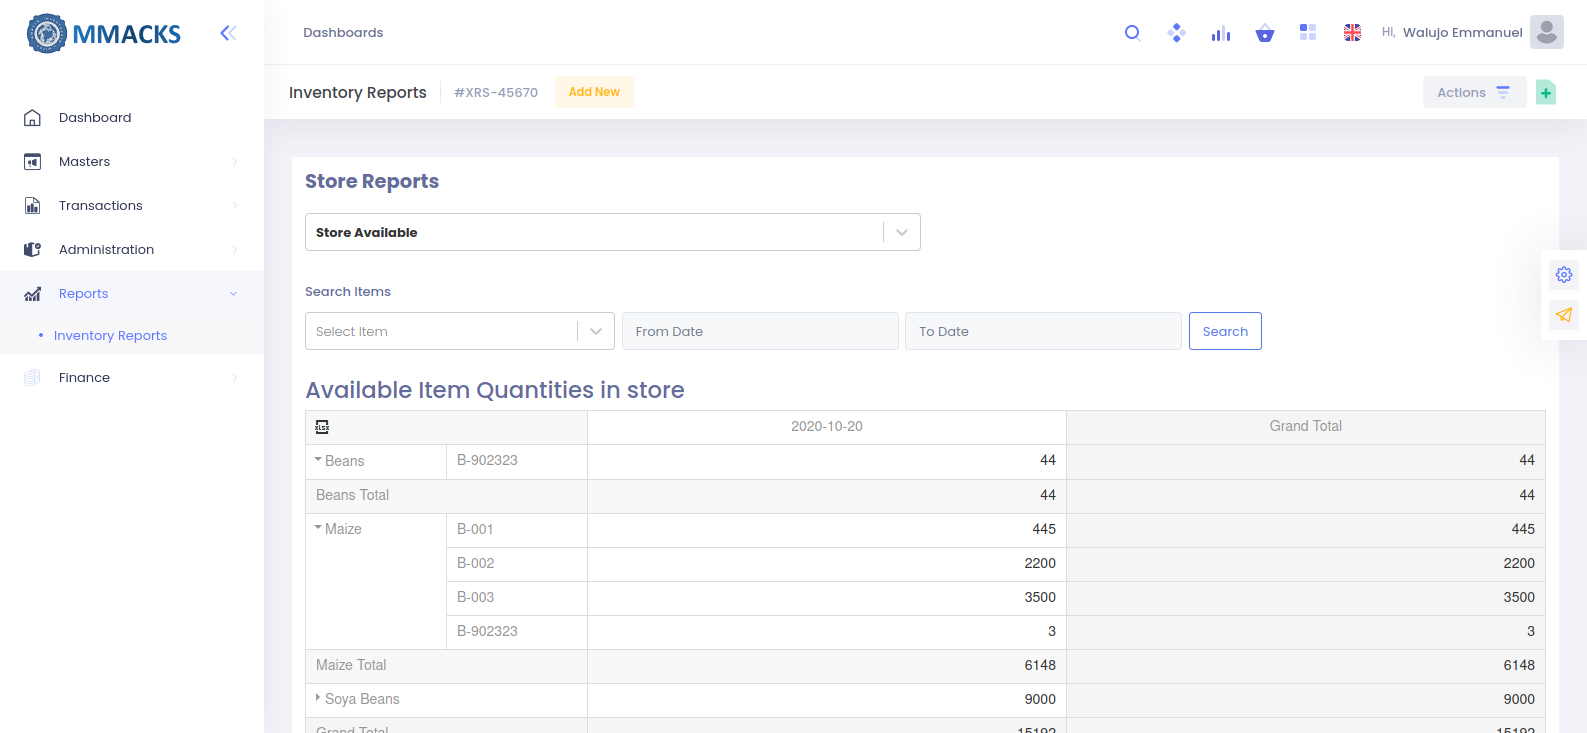 MMACKS
Dashboards
HI, Walujo Emmanuel
Inventory Reports
#XRS-45670
Add New
Actions
Dashboard
Masters
Transactions
Administration
Reports
Inventory Reports
Finance
Store Reports
Store Available
Search Items
Select Item
From Date
To Date
Search
Available Item Quantities in store
xlsx 2020-10-20 Grand Total
Beans B-902323 44 44
Beans Total 44 44
Maize B-001 445 445
B-002 2200 2200
B-003 3500 3500
B-902323 3 3
Maize Total 6148 6148
Soya Beans 9000 9000
Grand Total 15192 15192